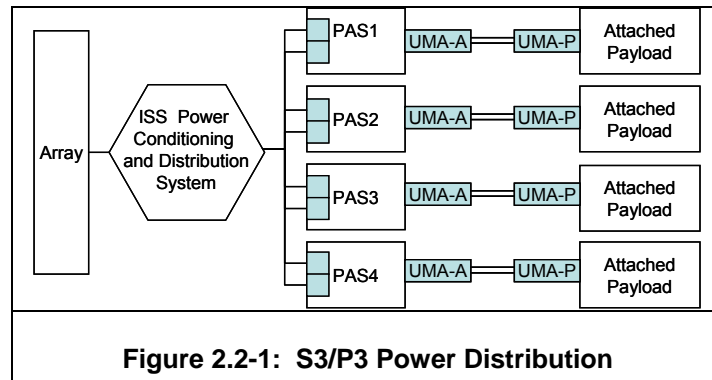 Array
ISS Power
Conditioning
and Distribution
System
PAS1
UMA-A
UMA-P
Attached
Payload
PAS2
UMA-A
UMA-P
Attached
Payload
PAS3
UMA-A
UMA-P
Attached
Payload
PAS4
UMA-A
UMA-P
Attached
Payload
Figure 2.2-1: S3/P3 Power Distribution